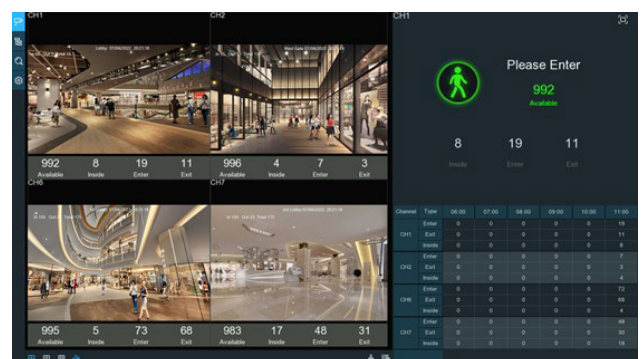 CH1
CH2
CH1
Lobby 07/06/2022 20:21:18
992 8 19 11
Available Inside Enter Exit
996 4 7 3
Available Inside Enter Exit
Please Enter
992
Available
8 19 11
Inside Enter Exit
CH6
CH7
995 5 73 68
Available Inside Enter Exit
983 17 48 31
Available Inside Enter Exit
Channel Type 06:00 07:00 08:00 09:00 10:00 11:00
Enter 0 0 0 0 0 19
CH1 Exit 0 0 0 0 0 11
Inside 0 0 0 0 0 8
Enter 0 0 0 0 0 7
CH2 Exit 0 0 0 0 0 3
Inside 0 0 0 0 0 4
Enter 0 0 0 0 0 72
CH6 Exit 0 0 0 0 0 68
Inside 0 0 0 0 0 4
Enter 0 0 0 0 0 48
CH7 Exit 0 0 0 0 0 30
Inside 0 0 0 0 0 18